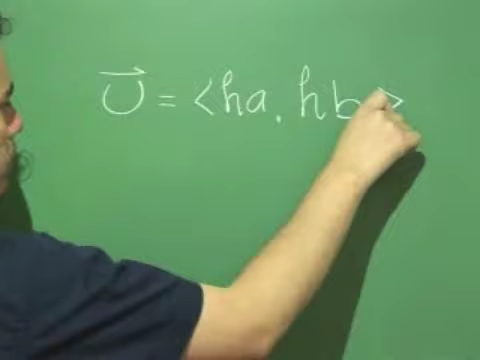 U⃗ = <ha. hb>